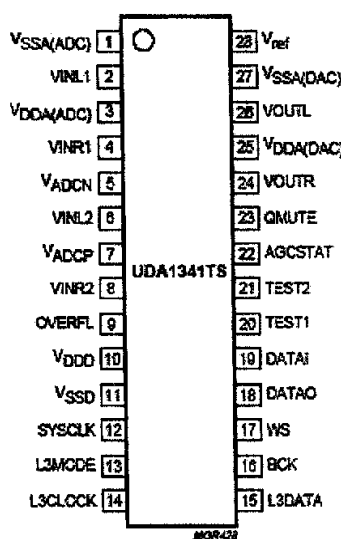 VSSA(ADC) 1 28 Vref
VINL1 2 27 VSSA(DAC)
VDDA(ADC) 3 26 VOUTL
VINR1 4 25 VDDA(DAC)
VADCN 5 24 VOUTR
VINL2 6 23 QMUTE
VADCP 7 22 AGCSTAT
UDA1341TS
VINR2 8 21 TEST2
OVERFL 9 20 TEST1
VDDD 10 19 DATAI
VSSD 11 18 DATAO
SYSCLK 12 17 WS
L3MODE 13 16 BCK
L3CLOCK 14 15 L3DATA